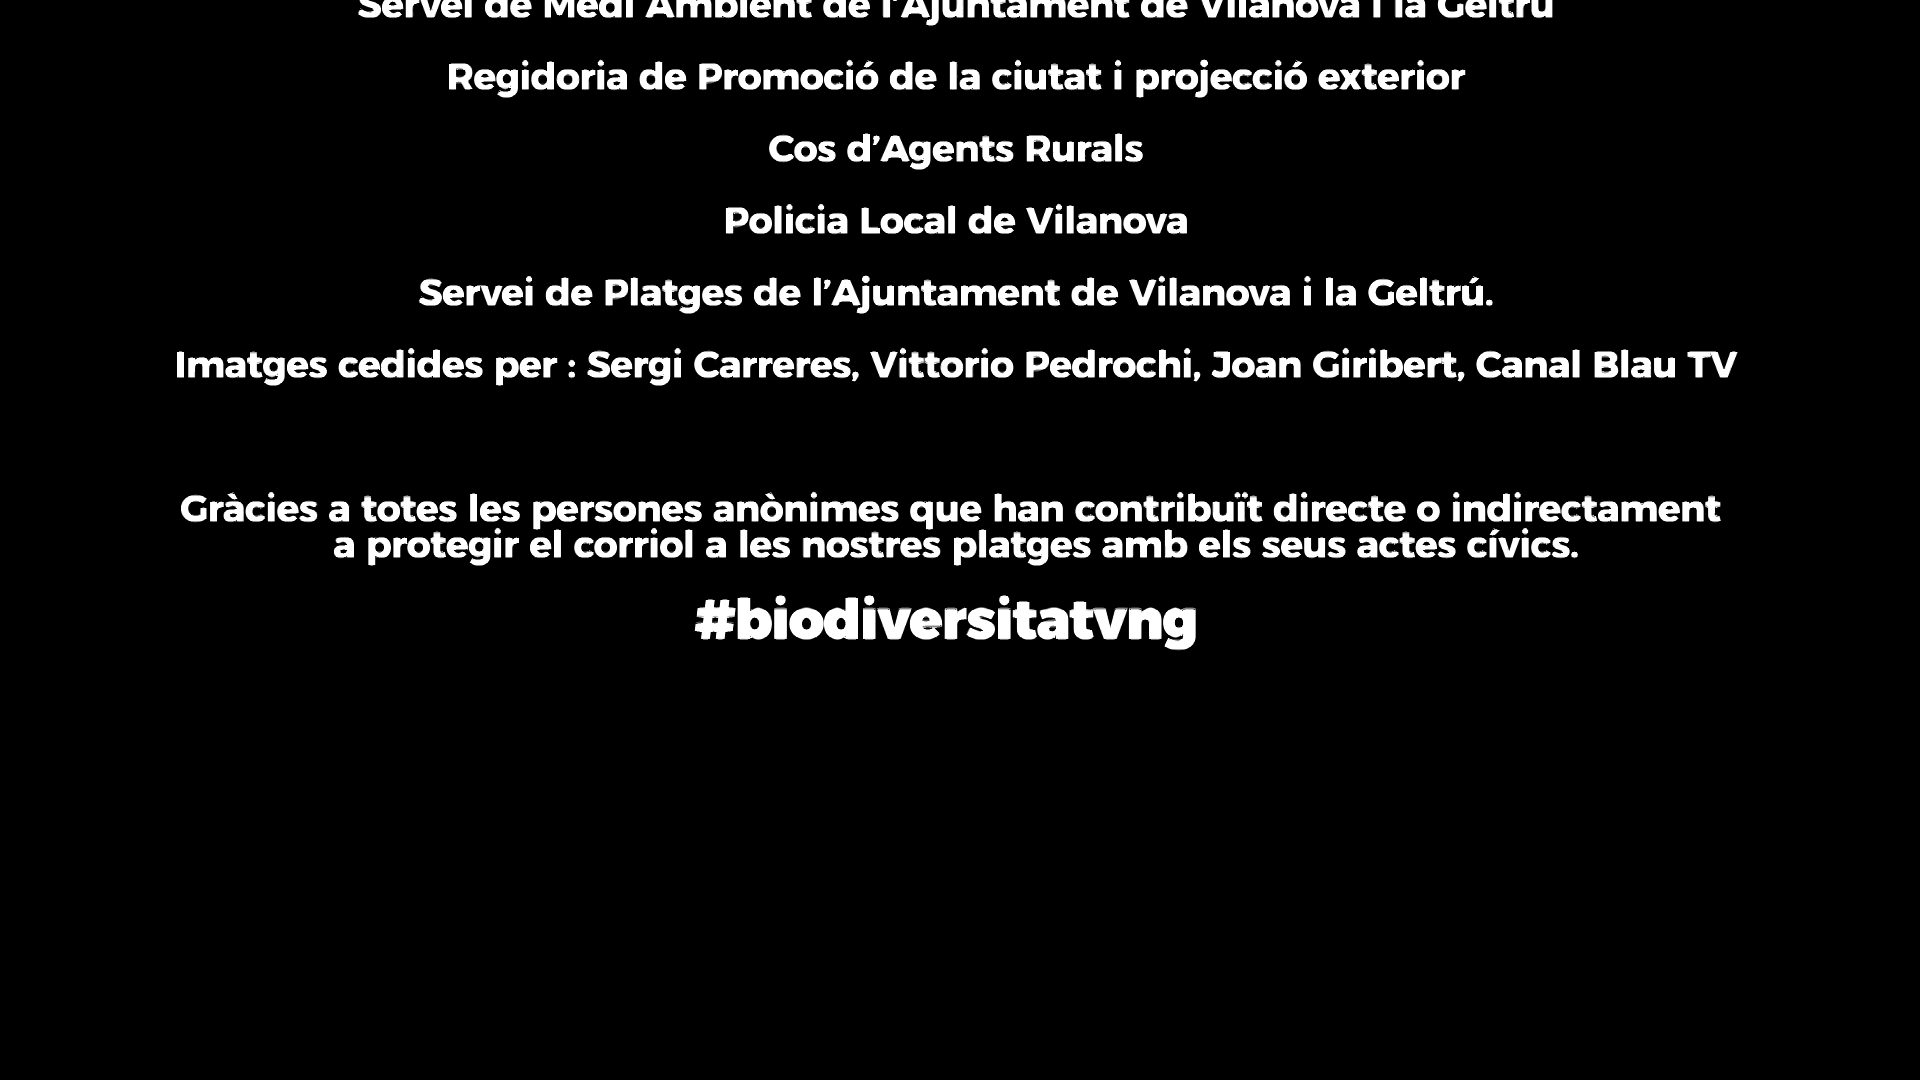 Servei de Medi Ambient de l’Ajuntament de Vilanova i la Geltrú
Regidoria de Promoció de la ciutat i projecció exterior
Cos d’Agents Rurals
Policia Local de Vilanova
Servei de Platges de l’Ajuntament de Vilanova i la Geltrú.
Imatges cedides per : Sergi Carreres, Vittorio Pedrochi, Joan Giribert, Canal Blau TV
Gràcies a totes les persones anònimes que han contribuït directe o indirectament
a protegir el corriol a les nostres platges amb els seus actes cívics.
#biodiversitatvng